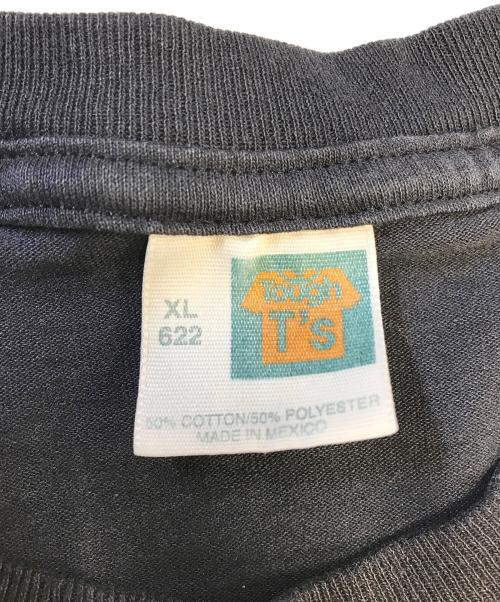 XL
622
Tough
T's
50% COTTON/50% POLYESTER
MADE IN MEXICO